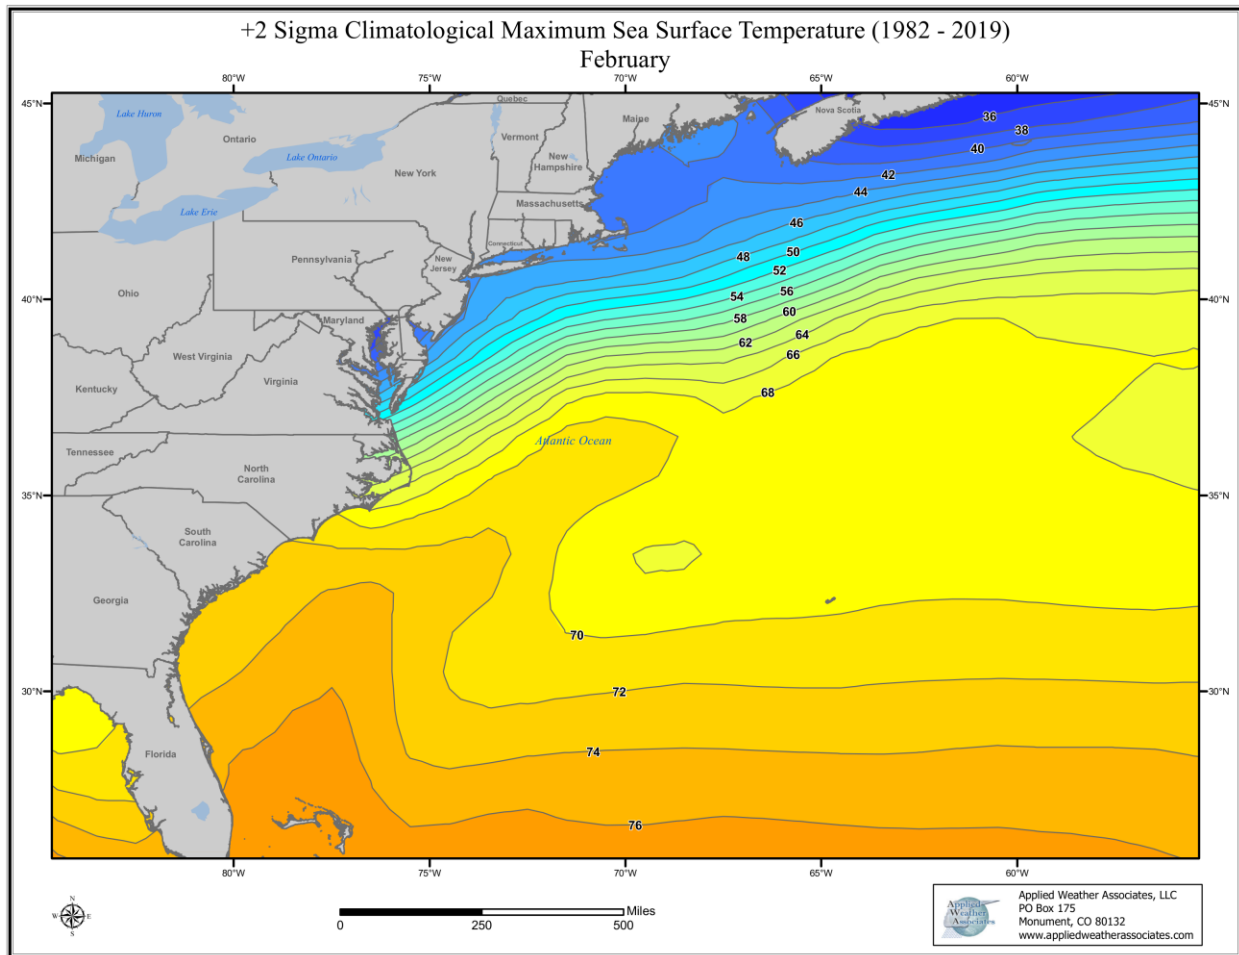 +2 Sigma Climatological Maximum Sea Surface Temperature (1982 - 2019)
February
80°W
75°W
70°W
65°W
60°W
45°N
45°N
Quebec
Lake Huron
Ontario
Maine
Nova Scotia
36
38
Vermont
40
Michigan
Lake Ontario
New
Hampshire
42
New York
44
Massachusetts
Lake Erie
46
Connecticut
50
48
Pennsylvania
New
Jersey
52
Ohio
56
54
40°N
40°N
60
58
Maryland
64
62
66
West Virginia
Virginia
Kentucky
68
Atlantic Ocean
Tennessee
North
Carolina
35°N
35°N
South
Carolina
Georgia
70
30°N
30°N
72
Florida
74
76
80°W
75°W
70°W
65°W
60°W
N
W
E
S
Miles
0
250
500
Applied
Weather
Associates
Applied Weather Associates, LLC
PO Box 175
Monument, CO 80132
www.appliedweatherassociates.com